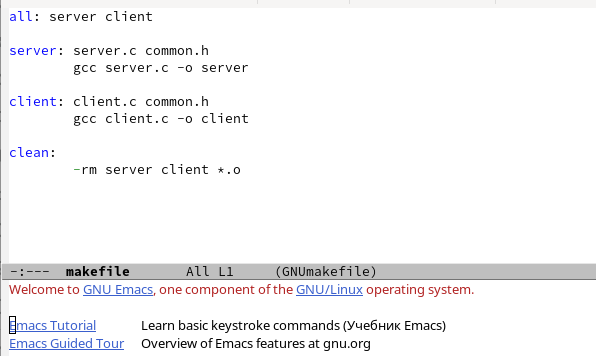 all: server client
server: server.c common.h
gcc server.c -o server
client: client.c common.h
gcc client.c -o client
clean:
-rm server client *.o
-:--- makefile All L1 (GNUmakefile)
Welcome to GNU Emacs, one component of the GNU/Linux operating system.
Emacs Tutorial Learn basic keystroke commands (Учебник Emacs)
Emacs Guided Tour Overview of Emacs features at gnu.org